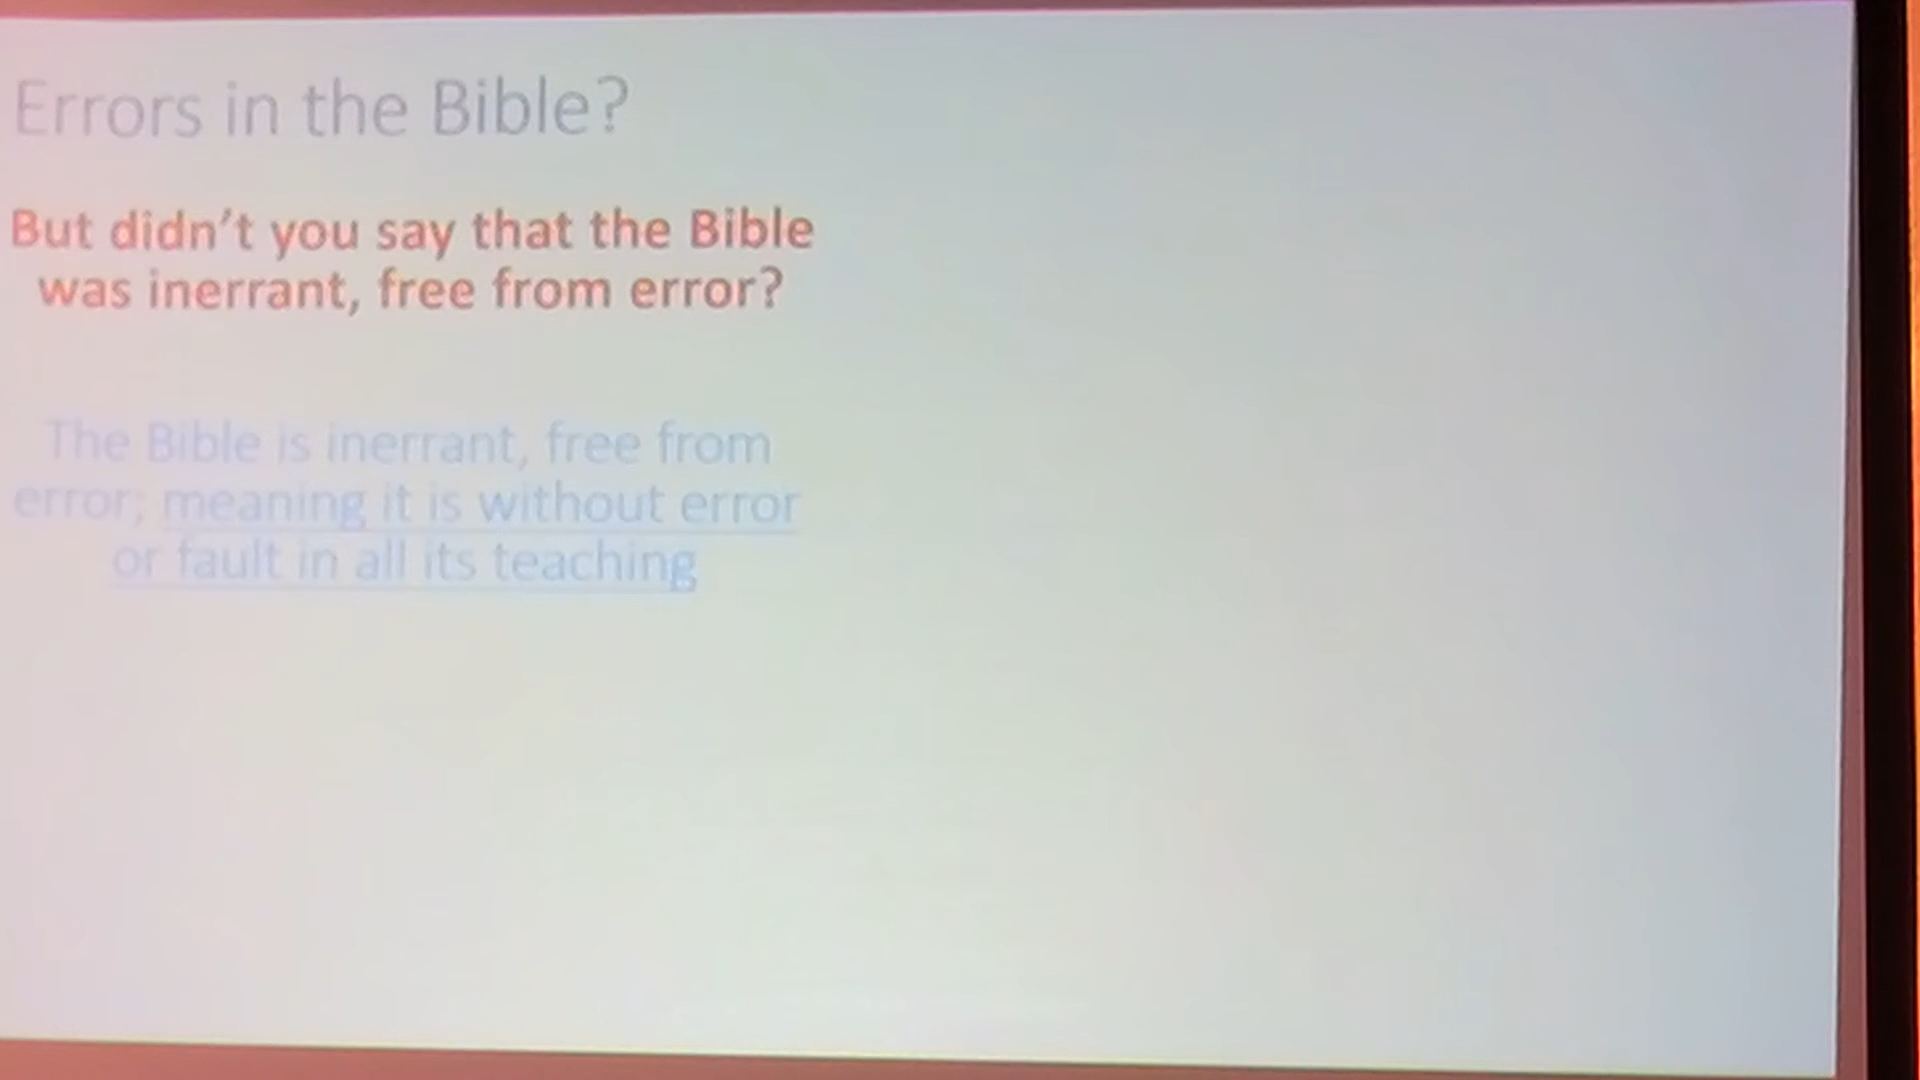 Errors in the Bible?
But didn’t you say that the Bible
was inerrant, free from error?
The Bible is inerrant, free from
error; meaning it is without error
or fault in all its teaching